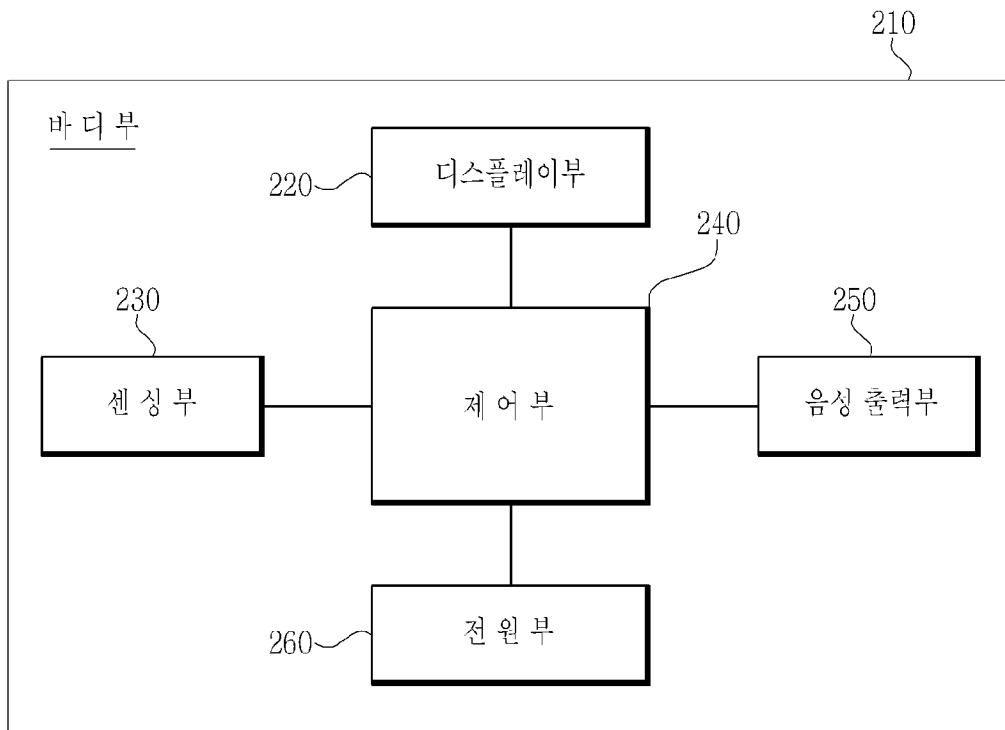 210
바 디 부
디스플레이부
220
240
230
250
센 싱 부
제 어 부
음성 출력부
전 원 부
260